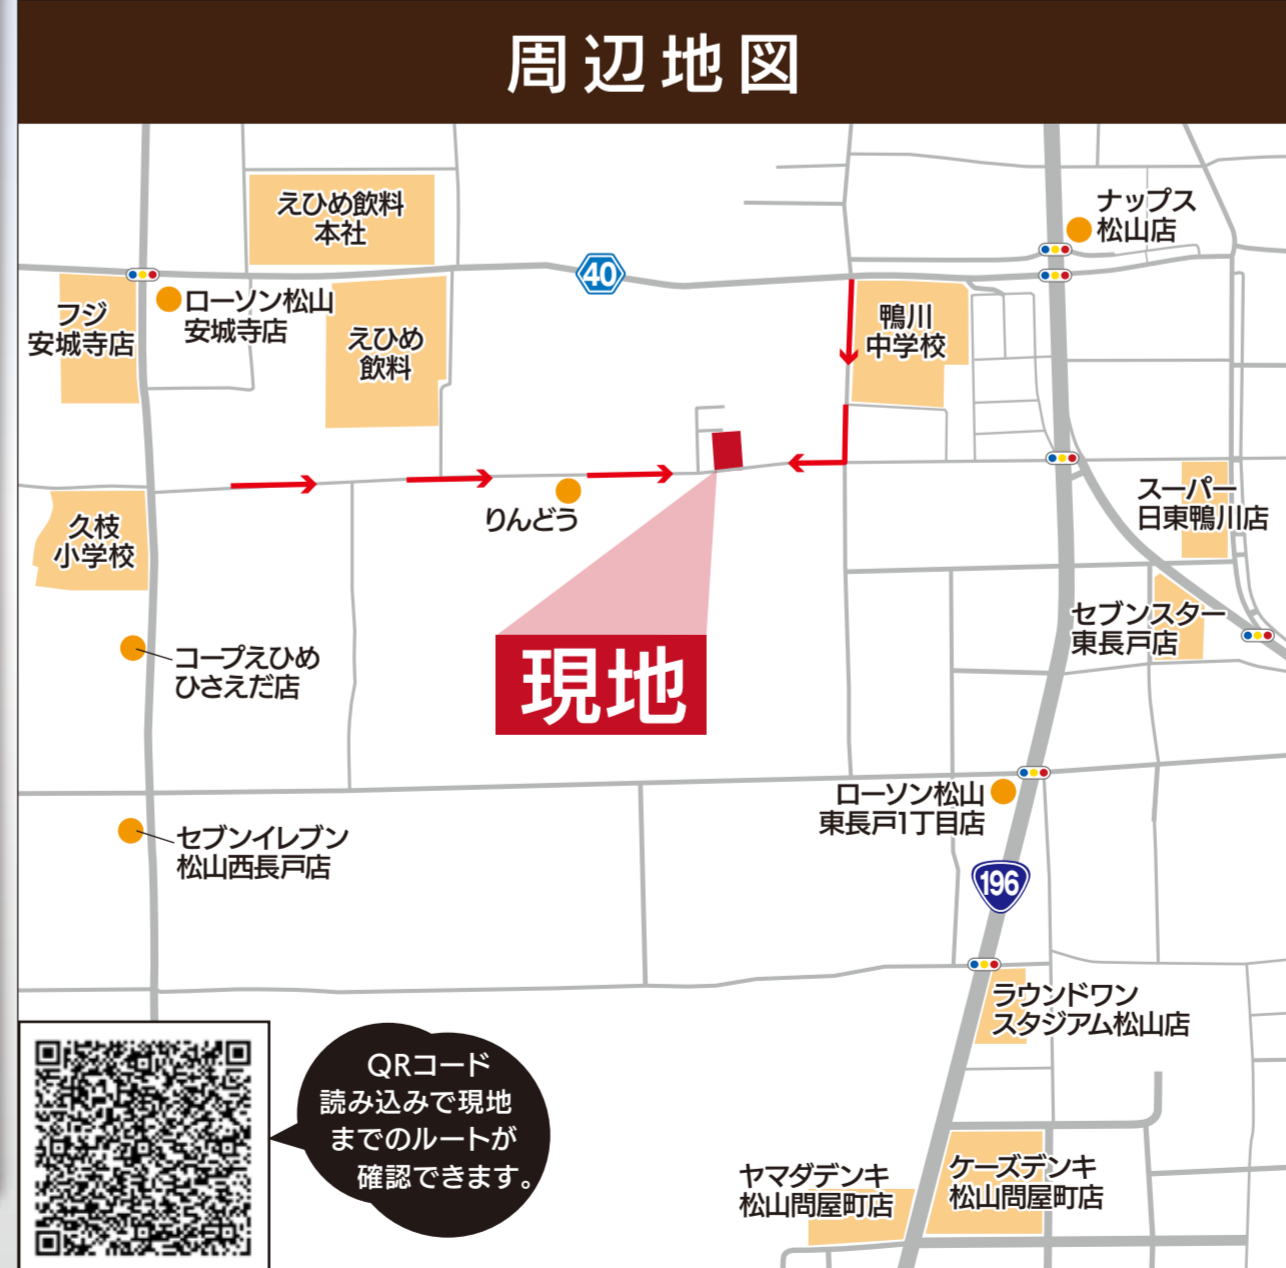 周辺地図
えひめ飲料
本社
ナップス
松山店
40
フジ
安城寺店
ローソン松山
安城寺店
えひめ
飲料
鴨川
中学校
りんどう
スーパー
日東鴨川店
久枝
小学校
セブンスター
東長戸店
コープえひめ
ひさえだ店
現地
ローソン松山
東長戸1丁目店
セブンイレブン
松山西長戸店
196
ラウンドワン
スタジアム松山店
QRコード
読み込みで現地
までのルートが
確認できます。
ヤマダデンキ
松山問屋町店
ケーズデンキ
松山問屋町店